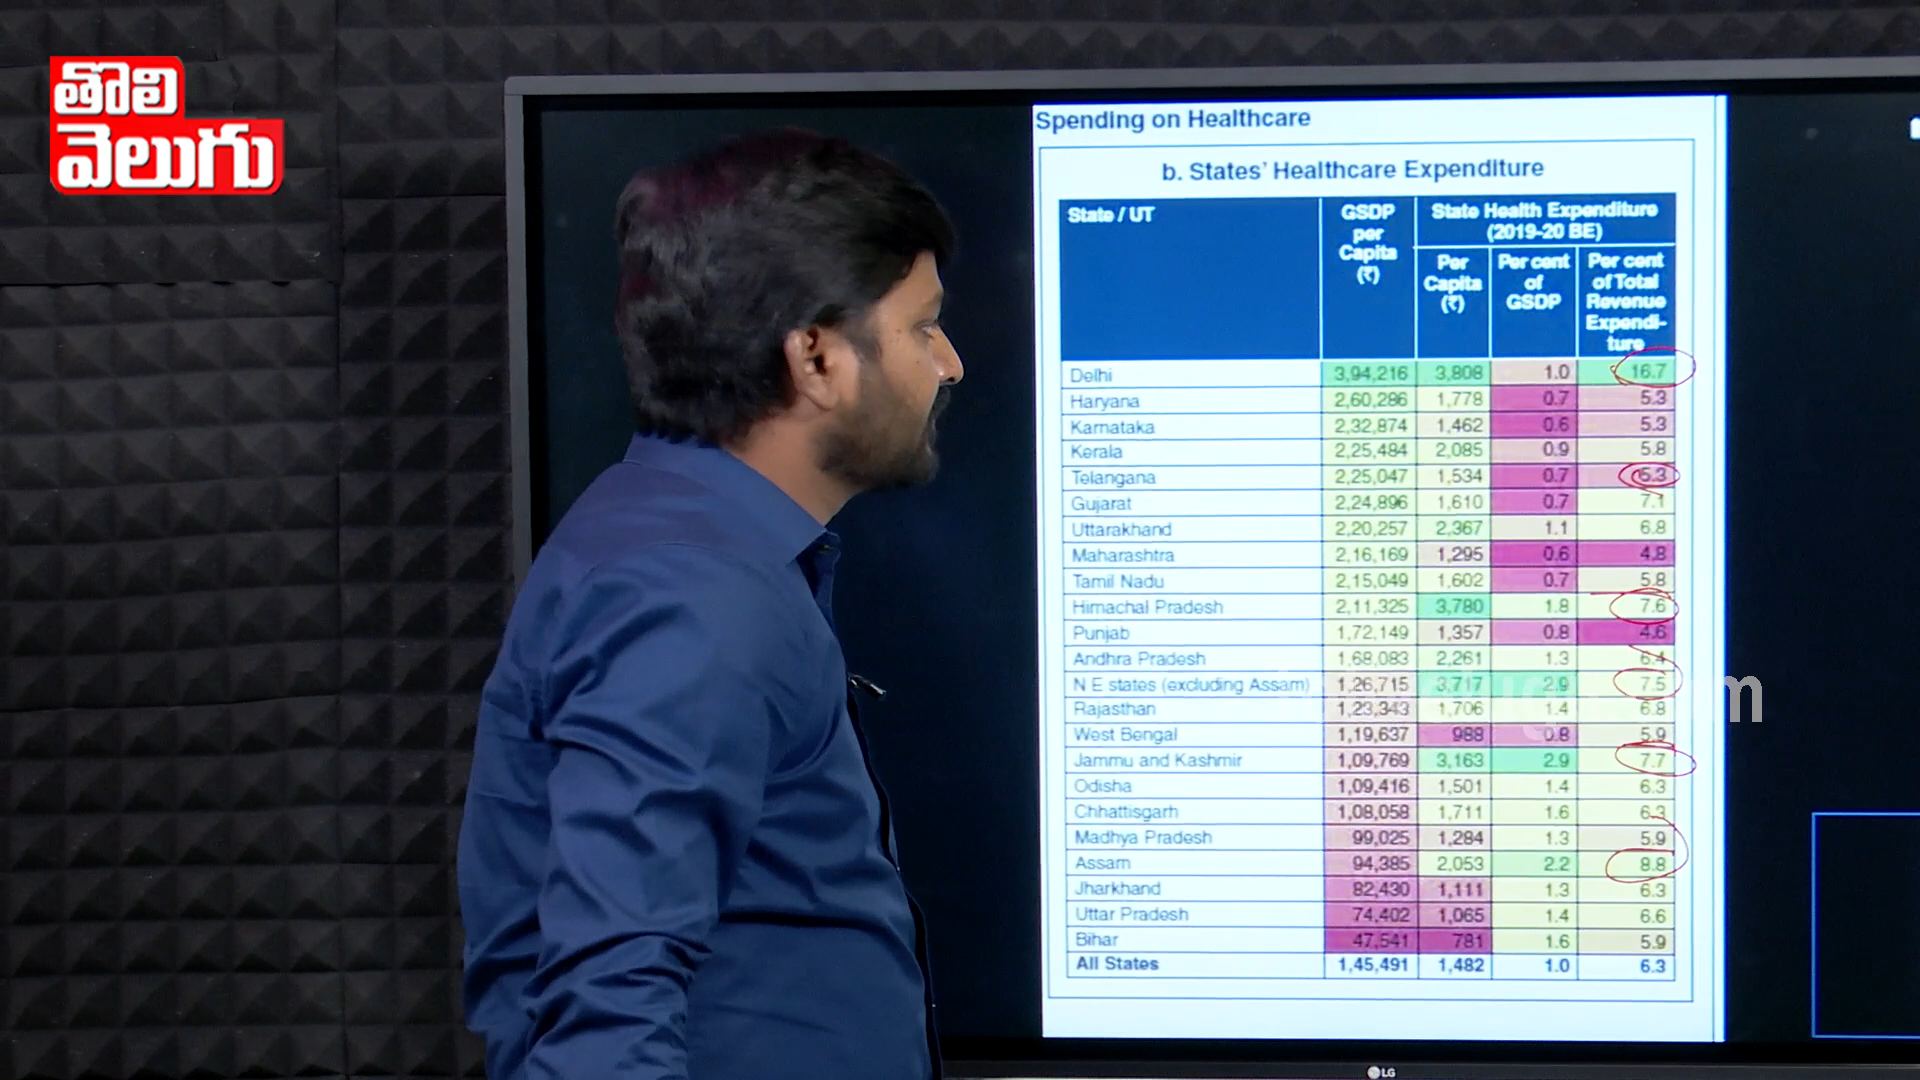 తొలి
వెలుగు
Spending on Healthcare
b. States' Healthcare Expenditure
State / UT
GSDP per Capita (₹)
State Health Expenditure (2019-20 BE)
Per Capita (₹)
Per cent of GSDP
Per cent of Total Revenue Expendi-ture
Delhi 3,94,216 3,808 1.0 16.7
Haryana 2,60,286 1,778 0.7 5.3
Karnataka 2,32,874 1,462 0.6 5.3
Kerala 2,25,484 2,085 0.9 5.8
Telangana 2,25,047 1,534 0.7 5.3
Gujarat 2,24,896 1,610 0.7 7.1
Uttarakhand 2,20,257 2,367 1.1 6.8
Maharashtra 2,16,169 1,295 0.6 4.8
Tamil Nadu 2,15,049 1,602 0.7 5.8
Himachal Pradesh 2,11,325 3,780 1.8 7.6
Punjab 1,72,149 1,357 0.8 4.6
Andhra Pradesh 1,68,083 2,261 1.3 6.4
N E states (excluding Assam) 1,26,715 3,717 2.9 7.5
Rajasthan 1,23,343 1,706 1.4 6.8
West Bengal 1,19,637 988 0.8 5.9
Jammu and Kashmir 1,09,769 3,163 2.9 7.7
Odisha 1,09,416 1,501 1.4 6.3
Chhattisgarh 1,08,058 1,711 1.6 6.3
Madhya Pradesh 99,025 1,284 1.3 5.9
Assam 94,385 2,053 2.2 8.8
Jharkhand 82,430 1,111 1.3 6.3
Uttar Pradesh 74,402 1,065 1.4 6.6
Bihar 47,541 781 1.6 5.9
All States 1,45,491 1,482 1.0 6.3
LG